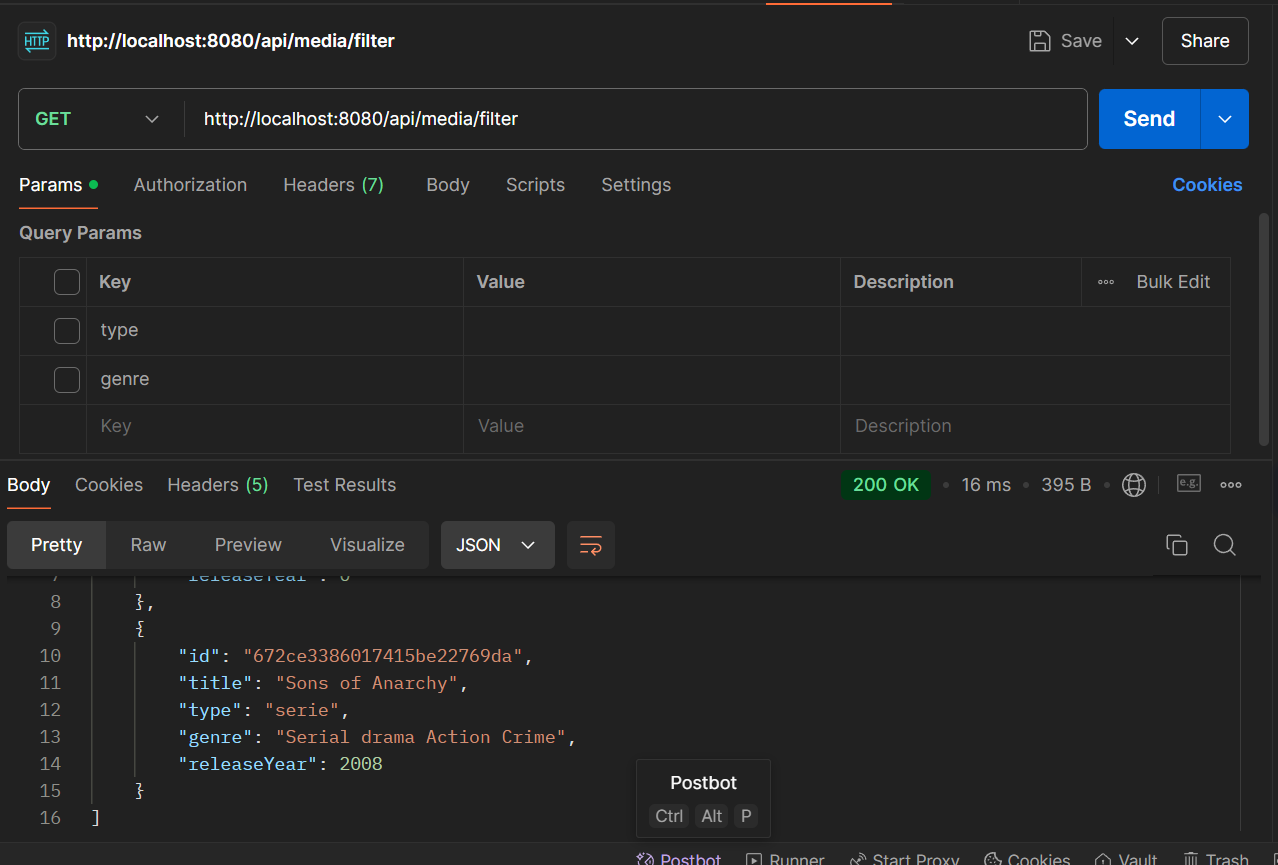 HTTP http://localhost:8080/api/media/filter Save Share
GET http://localhost:8080/api/media/filter Send
Params Authorization Headers (7) Body Scripts Settings Cookies
Query Params
Key Value Description Bulk Edit
type
genre
Key Value Description
Body Cookies Headers (5) Test Results 200 OK 16 ms 395 B e.g.
Pretty Raw Preview Visualize JSON
7 "releaseYear": 0
8 },
9 {
10 "id": "672ce3386017415be22769da",
11 "title": "Sons of Anarchy",
12 "type": "serie",
13 "genre": "Serial drama Action Crime",
14 "releaseYear": 2008
15 }
16 ]
Postbot
Ctrl Alt P
Postbot Runner Start Proxy Cookies Vault Trash